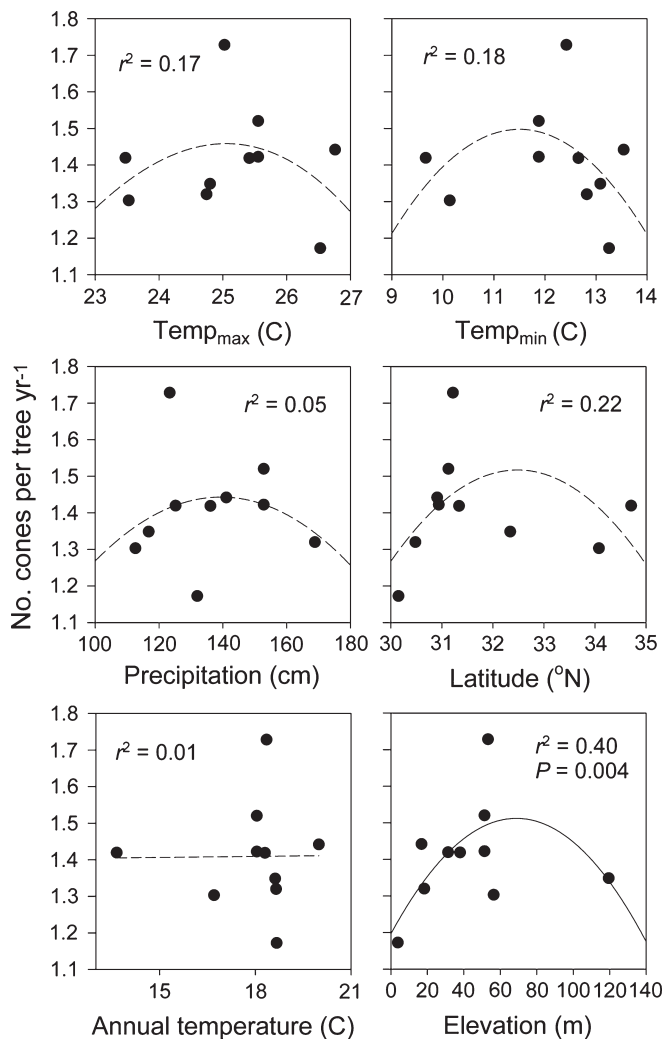 No. cones per tree yr-1
1.8
1.7
1.6
1.5
1.4
1.3
1.2
1.1
r² = 0.17
23 24 25 26 27
Tempmax (C)
r² = 0.18
9 10 11 12 13 14
Tempmin (C)
1.8
1.7
1.6
1.5
1.4
1.3
1.2
1.1
r² = 0.05
100 120 140 160 180
Precipitation (cm)
r² = 0.22
30 31 32 33 34 35
Latitude (°N)
1.8
1.7
1.6
1.5
1.4
1.3
1.2
1.1
r² = 0.01
15 18 21
Annual temperature (C)
r² = 0.40
P = 0.004
0 20 40 60 80 100 120 140
Elevation (m)